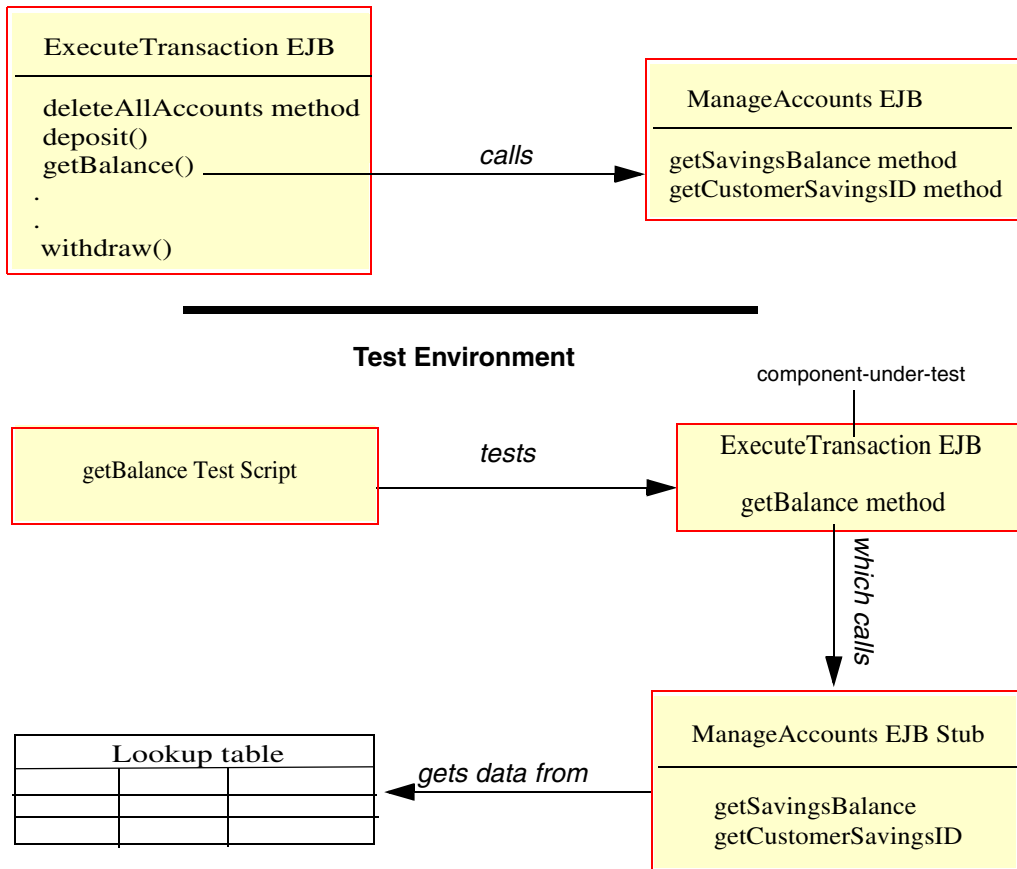 ExecuteTransaction EJB
deleteAllAccounts method
deposit()
getBalance()
.
.
withdraw()
calls
ManageAccounts EJB
getSavingsBalance method
getCustomerSavingsID method
Test Environment
component-under-test
getBalance Test Script
tests
ExecuteTransaction EJB
getBalance method
which calls
ManageAccounts EJB Stub
getSavingsBalance
getCustomerSavingsID
gets data from
Lookup table